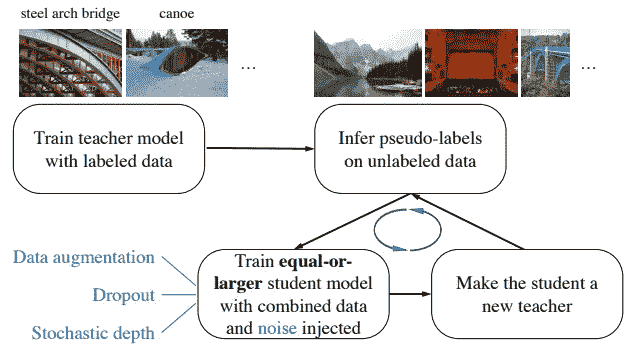 steel arch bridge
canoe
...
...
Train teacher model
with labeled data
Infer pseudo-labels
on unlabeled data
Data augmentation
Dropout
Stochastic depth
Train equal-or-
larger student model
with combined data
and noise injected
Make the student a
new teacher